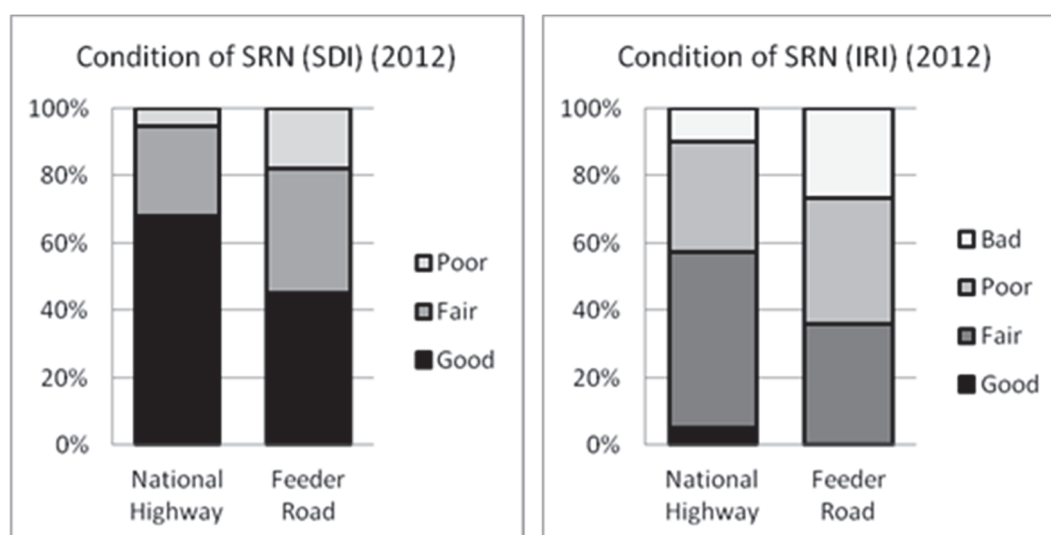 Condition of SRN (SDI) (2012)
100%
80%
60%
40%
20%
0%
National
Highway
Feeder
Road
Poor
Fair
Good
Condition of SRN (IRI) (2012)
100%
80%
60%
40%
20%
0%
National
Highway
Feeder
Road
Bad
Poor
Fair
Good